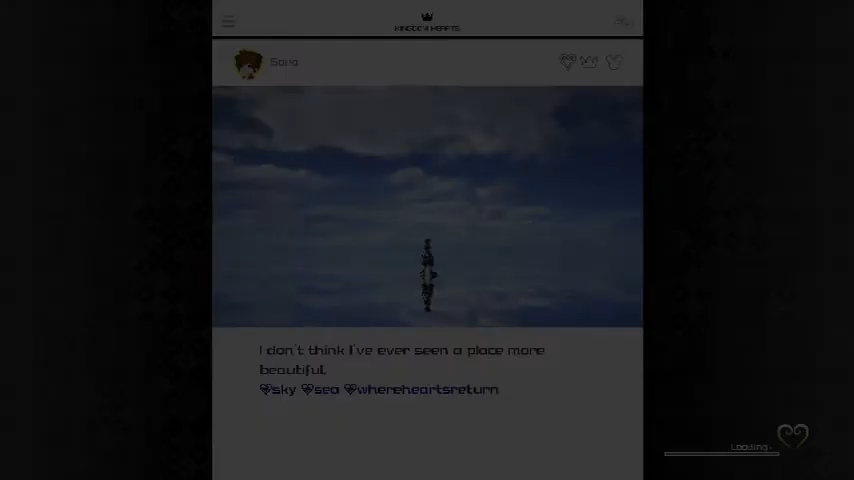 KINGDOM HEARTS
Sora
I don't think I've ever seen a place more
beautiful.
sky sea whereheartsreturn
Loading.